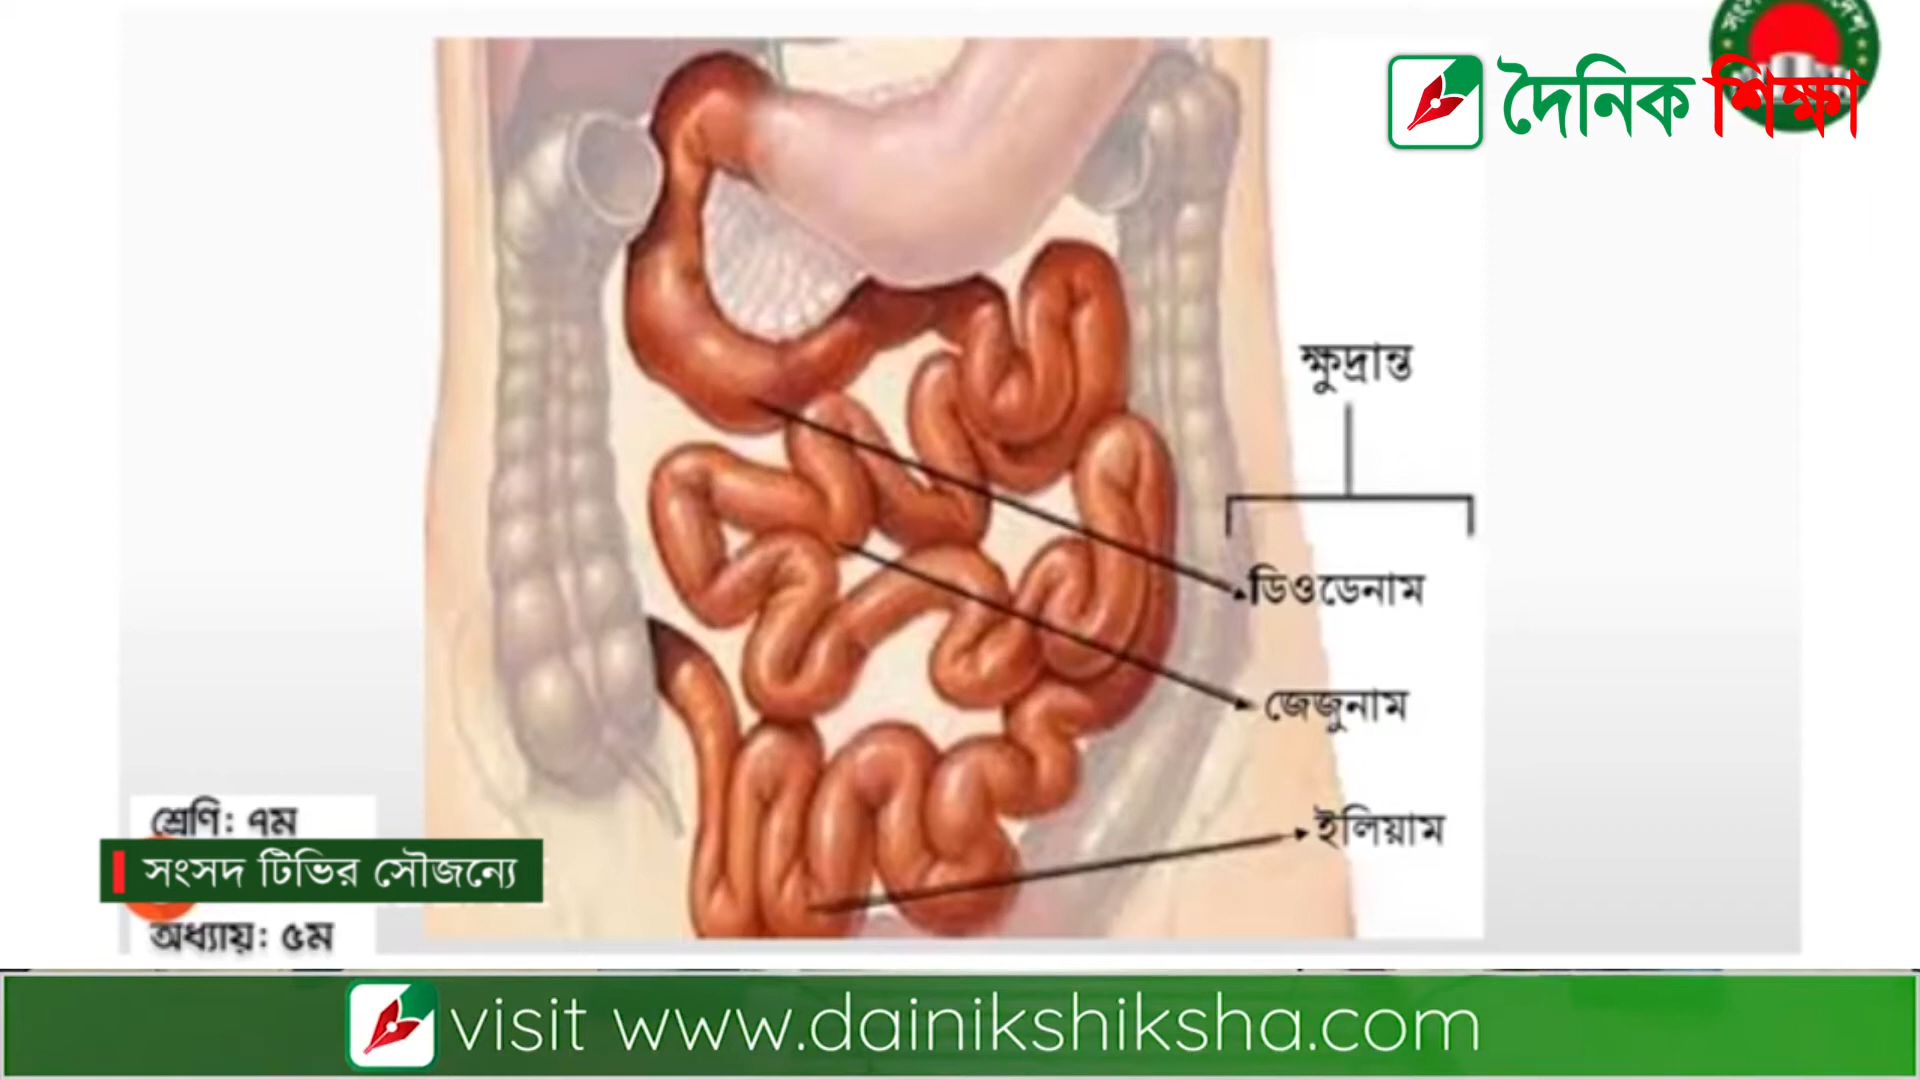 দৈনিক শিক্ষা
ক্ষুদ্রান্ত
ডিওডেনাম
জেজুনাম
ইলিয়াম
শ্রেণি: ৭ম
সংসদ টিভির সৌজন্যে
অধ্যায়: ৫ম
visit www.dainikshiksha.com